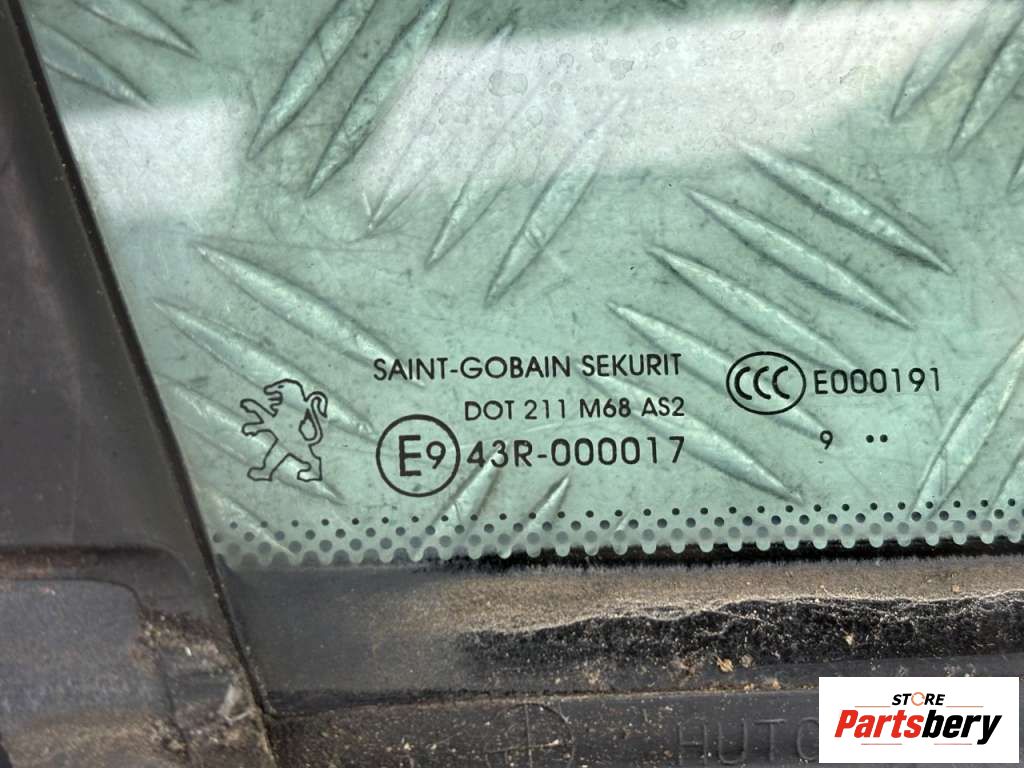 SAINT-GOBAIN SEKURIT
DOT 211 M68 AS2
E9 43R-000017
CCC E000191
9 ••
STORE
Partsbery